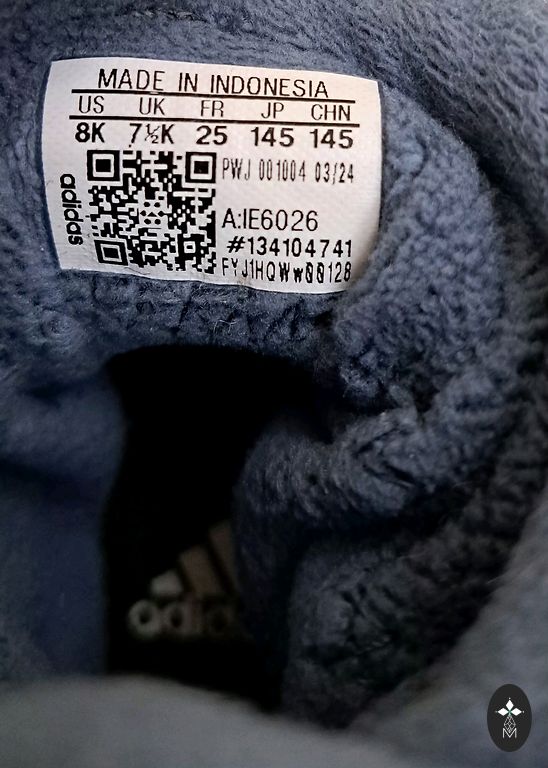 MADE IN INDONESIA
US UK FR JP CHN
8K 7½K 25 145 145
PWJ 001004 03/24
adidas
A:IE6026
#134104741
FYJ1HQWw00128
adidas
M